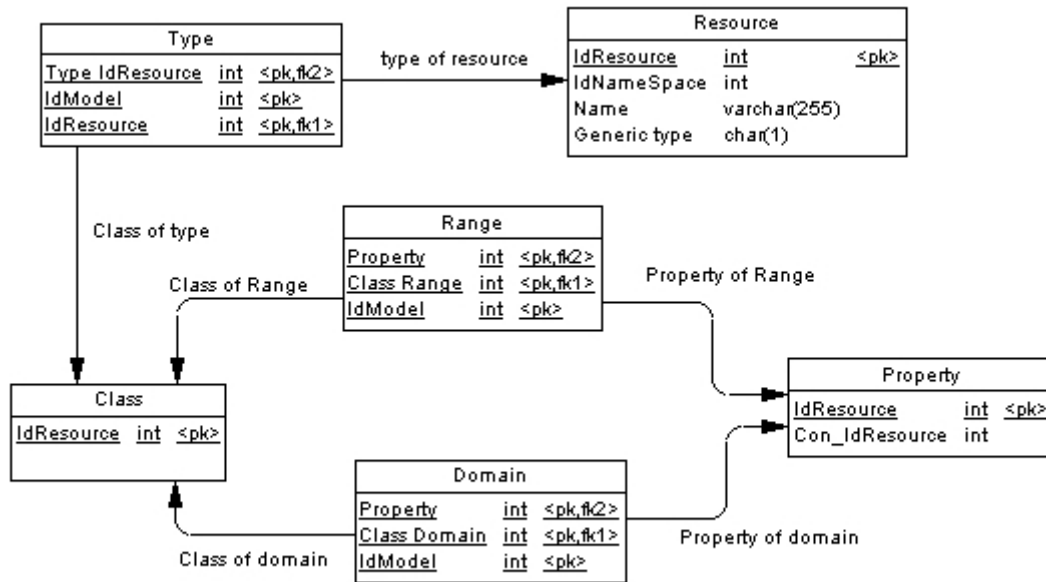 Type
Type IdResource int <pk,fk2>
IdModel int <pk>
IdResource int <pk,fk1>
type of resource
Resource
IdResource int <pk>
IdNameSpace int
Name varchar(255)
Generic type char(1)
Class of type
Range
Property int <pk,fk2>
Class Range int <pk,fk1>
IdModel int <pk>
Class of Range
Property of Range
Class
IdResource int <pk>
Property
IdResource int <pk>
Con_IdResource int
Domain
Property int <pk,fk2>
Class Domain int <pk,fk1>
IdModel int <pk>
Class of domain
Property of domain